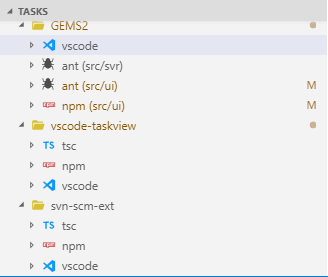 TASKS
GEMS2
vscode
ant (src/svr)
ant (src/ui) M
npm (src/ui) M
vscode-taskview
TS tsc
npm
vscode
svn-scm-ext
TS tsc
npm
vscode